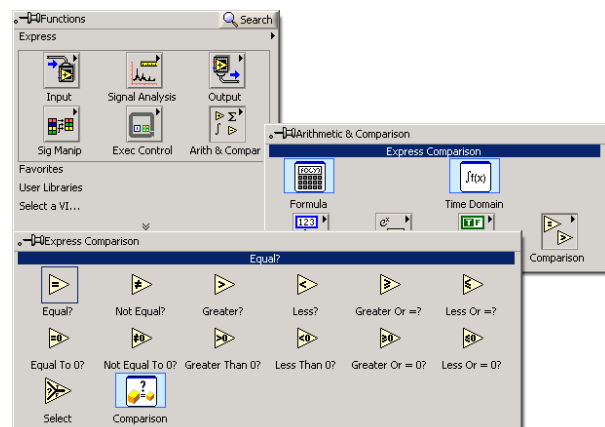 Functions
Search
Express
Input Signal Analysis Output
Sig Manip Exec Control Arith & Compar
Favorites
User Libraries
Select a VI...
Arithmetic & Comparison
Express Comparison
Formula Time Domain
Comparison
Express Comparison
Equal?
Equal? Not Equal? Greater? Less? Greater Or =? Less Or =?
Equal To 0? Not Equal To 0? Greater Than 0? Less Than 0? Greater Or = 0? Less Or = 0?
Select Comparison